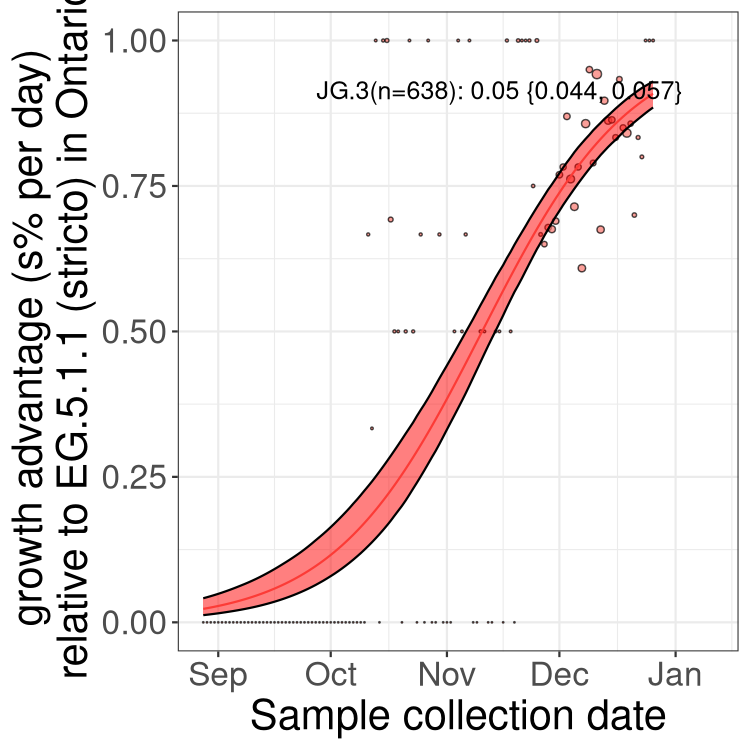 growth advantage (s% per day)
relative to EG.5.1.1 (stricto) in Ontario
1.00
0.75
0.50
0.25
0.00
JG.3(n=638): 0.05 {0.044, 0.057}
Sep Oct Nov Dec Jan
Sample collection date